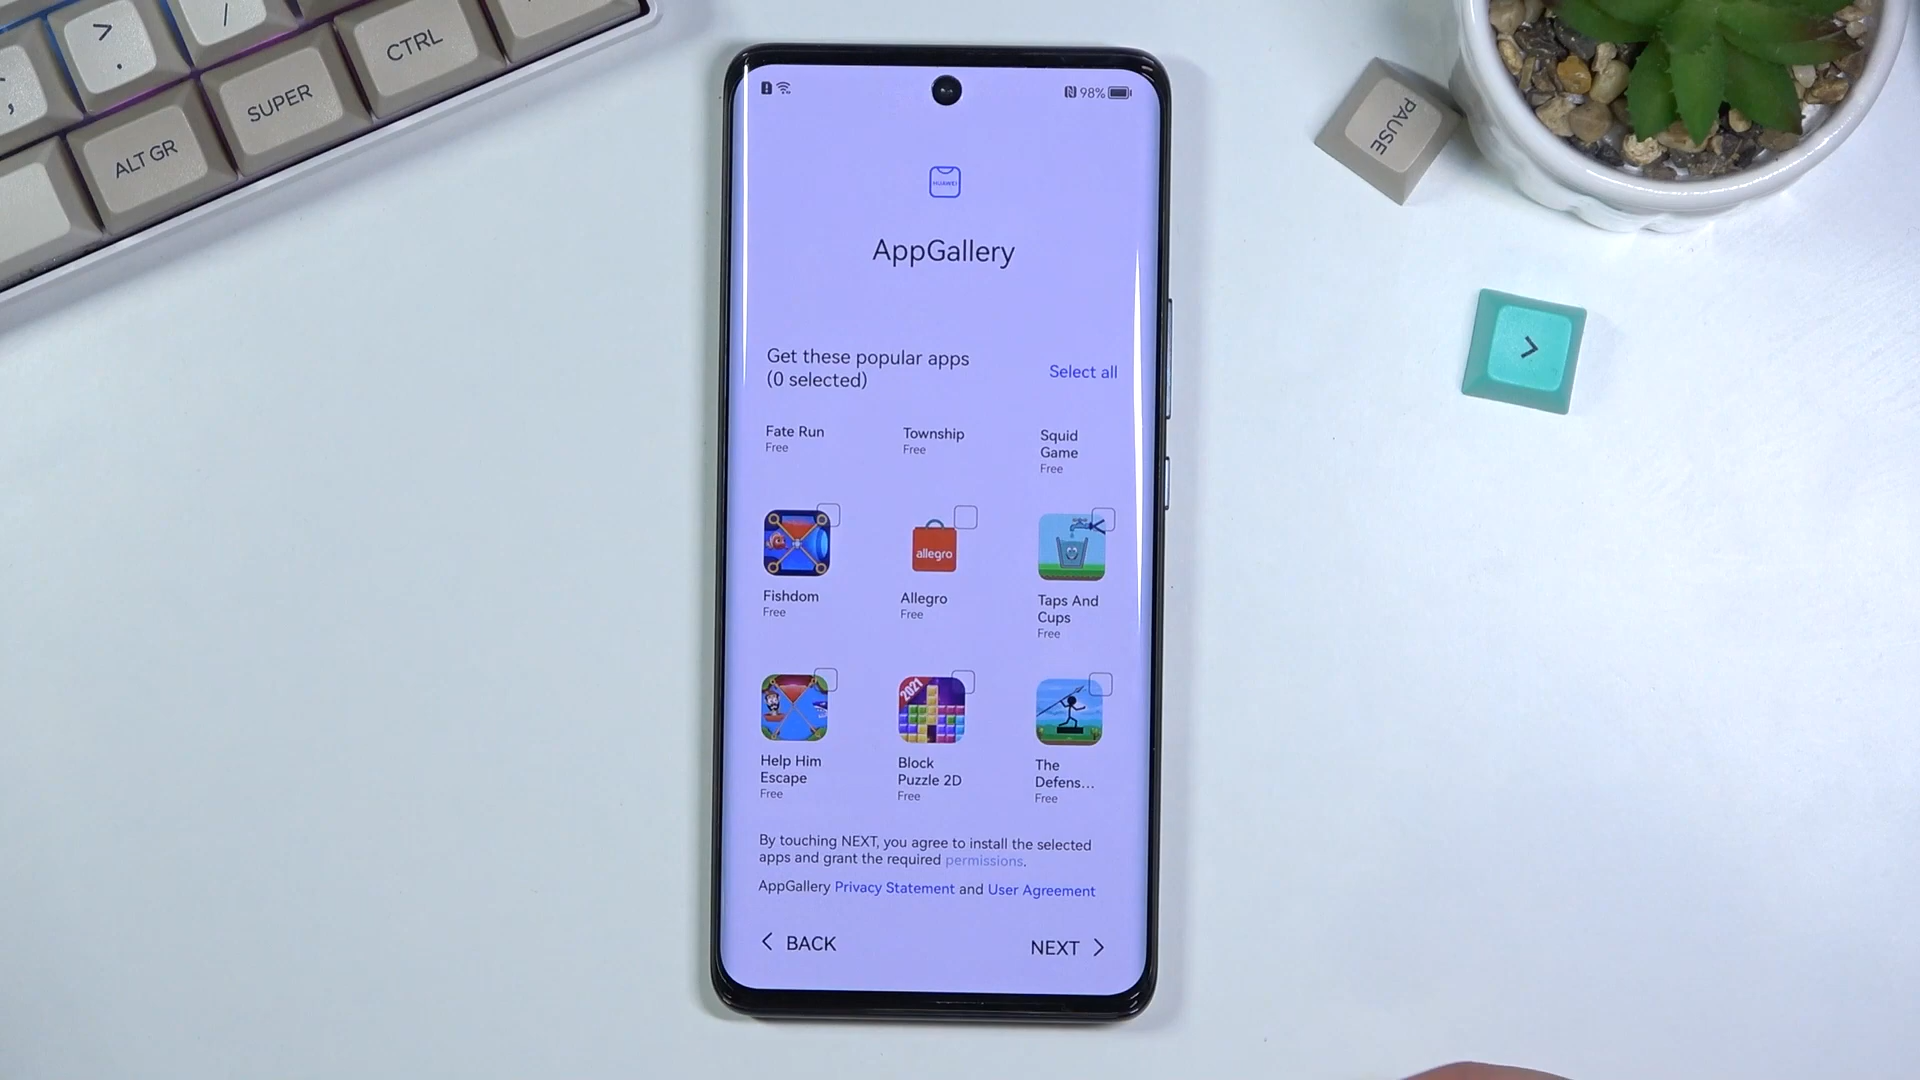 >
.
/
CTRL
;
,
SUPER
ALT GR
PAUSE
>
98%
HUAWEI
AppGallery
Get these popular apps
(0 selected)
Select all
Fate Run
Free
Township
Free
Squid
Game
Free
allegro
Fishdom
Free
Allegro
Free
Taps And
Cups
Free
2021
Help Him
Escape
Free
Block
Puzzle 2D
Free
The
Defens...
Free
By touching NEXT, you agree to install the selected
apps and grant the required permissions.
AppGallery Privacy Statement and User Agreement
< BACK
NEXT >